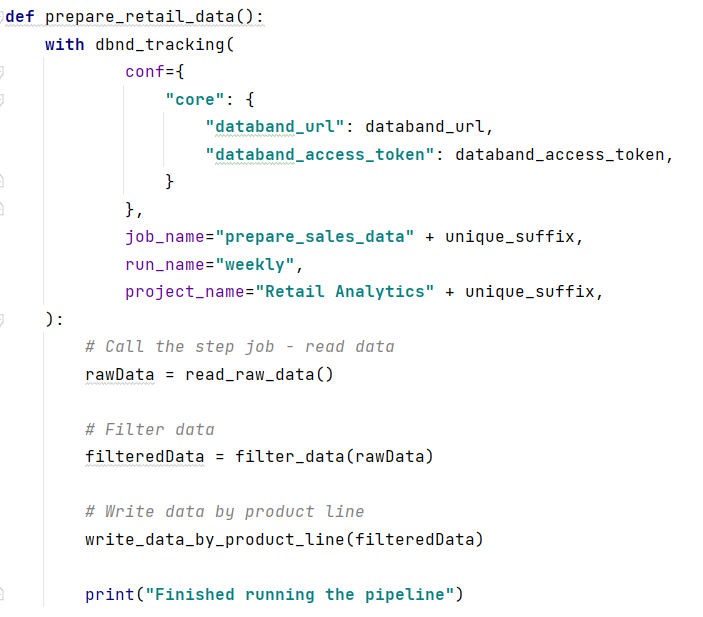 def prepare_retail_data():
    with dbnd_tracking(
            conf={
                "core": {
                    "databand_url": databand_url,
                    "databand_access_token": databand_access_token,
                }
            },
            job_name="prepare_sales_data" + unique_suffix,
            run_name="weekly",
            project_name="Retail Analytics" + unique_suffix,
    ):
        # Call the step job - read data
        rawData = read_raw_data()

        # Filter data
        filteredData = filter_data(rawData)

        # Write data by product line
        write_data_by_product_line(filteredData)

        print("Finished running the pipeline")